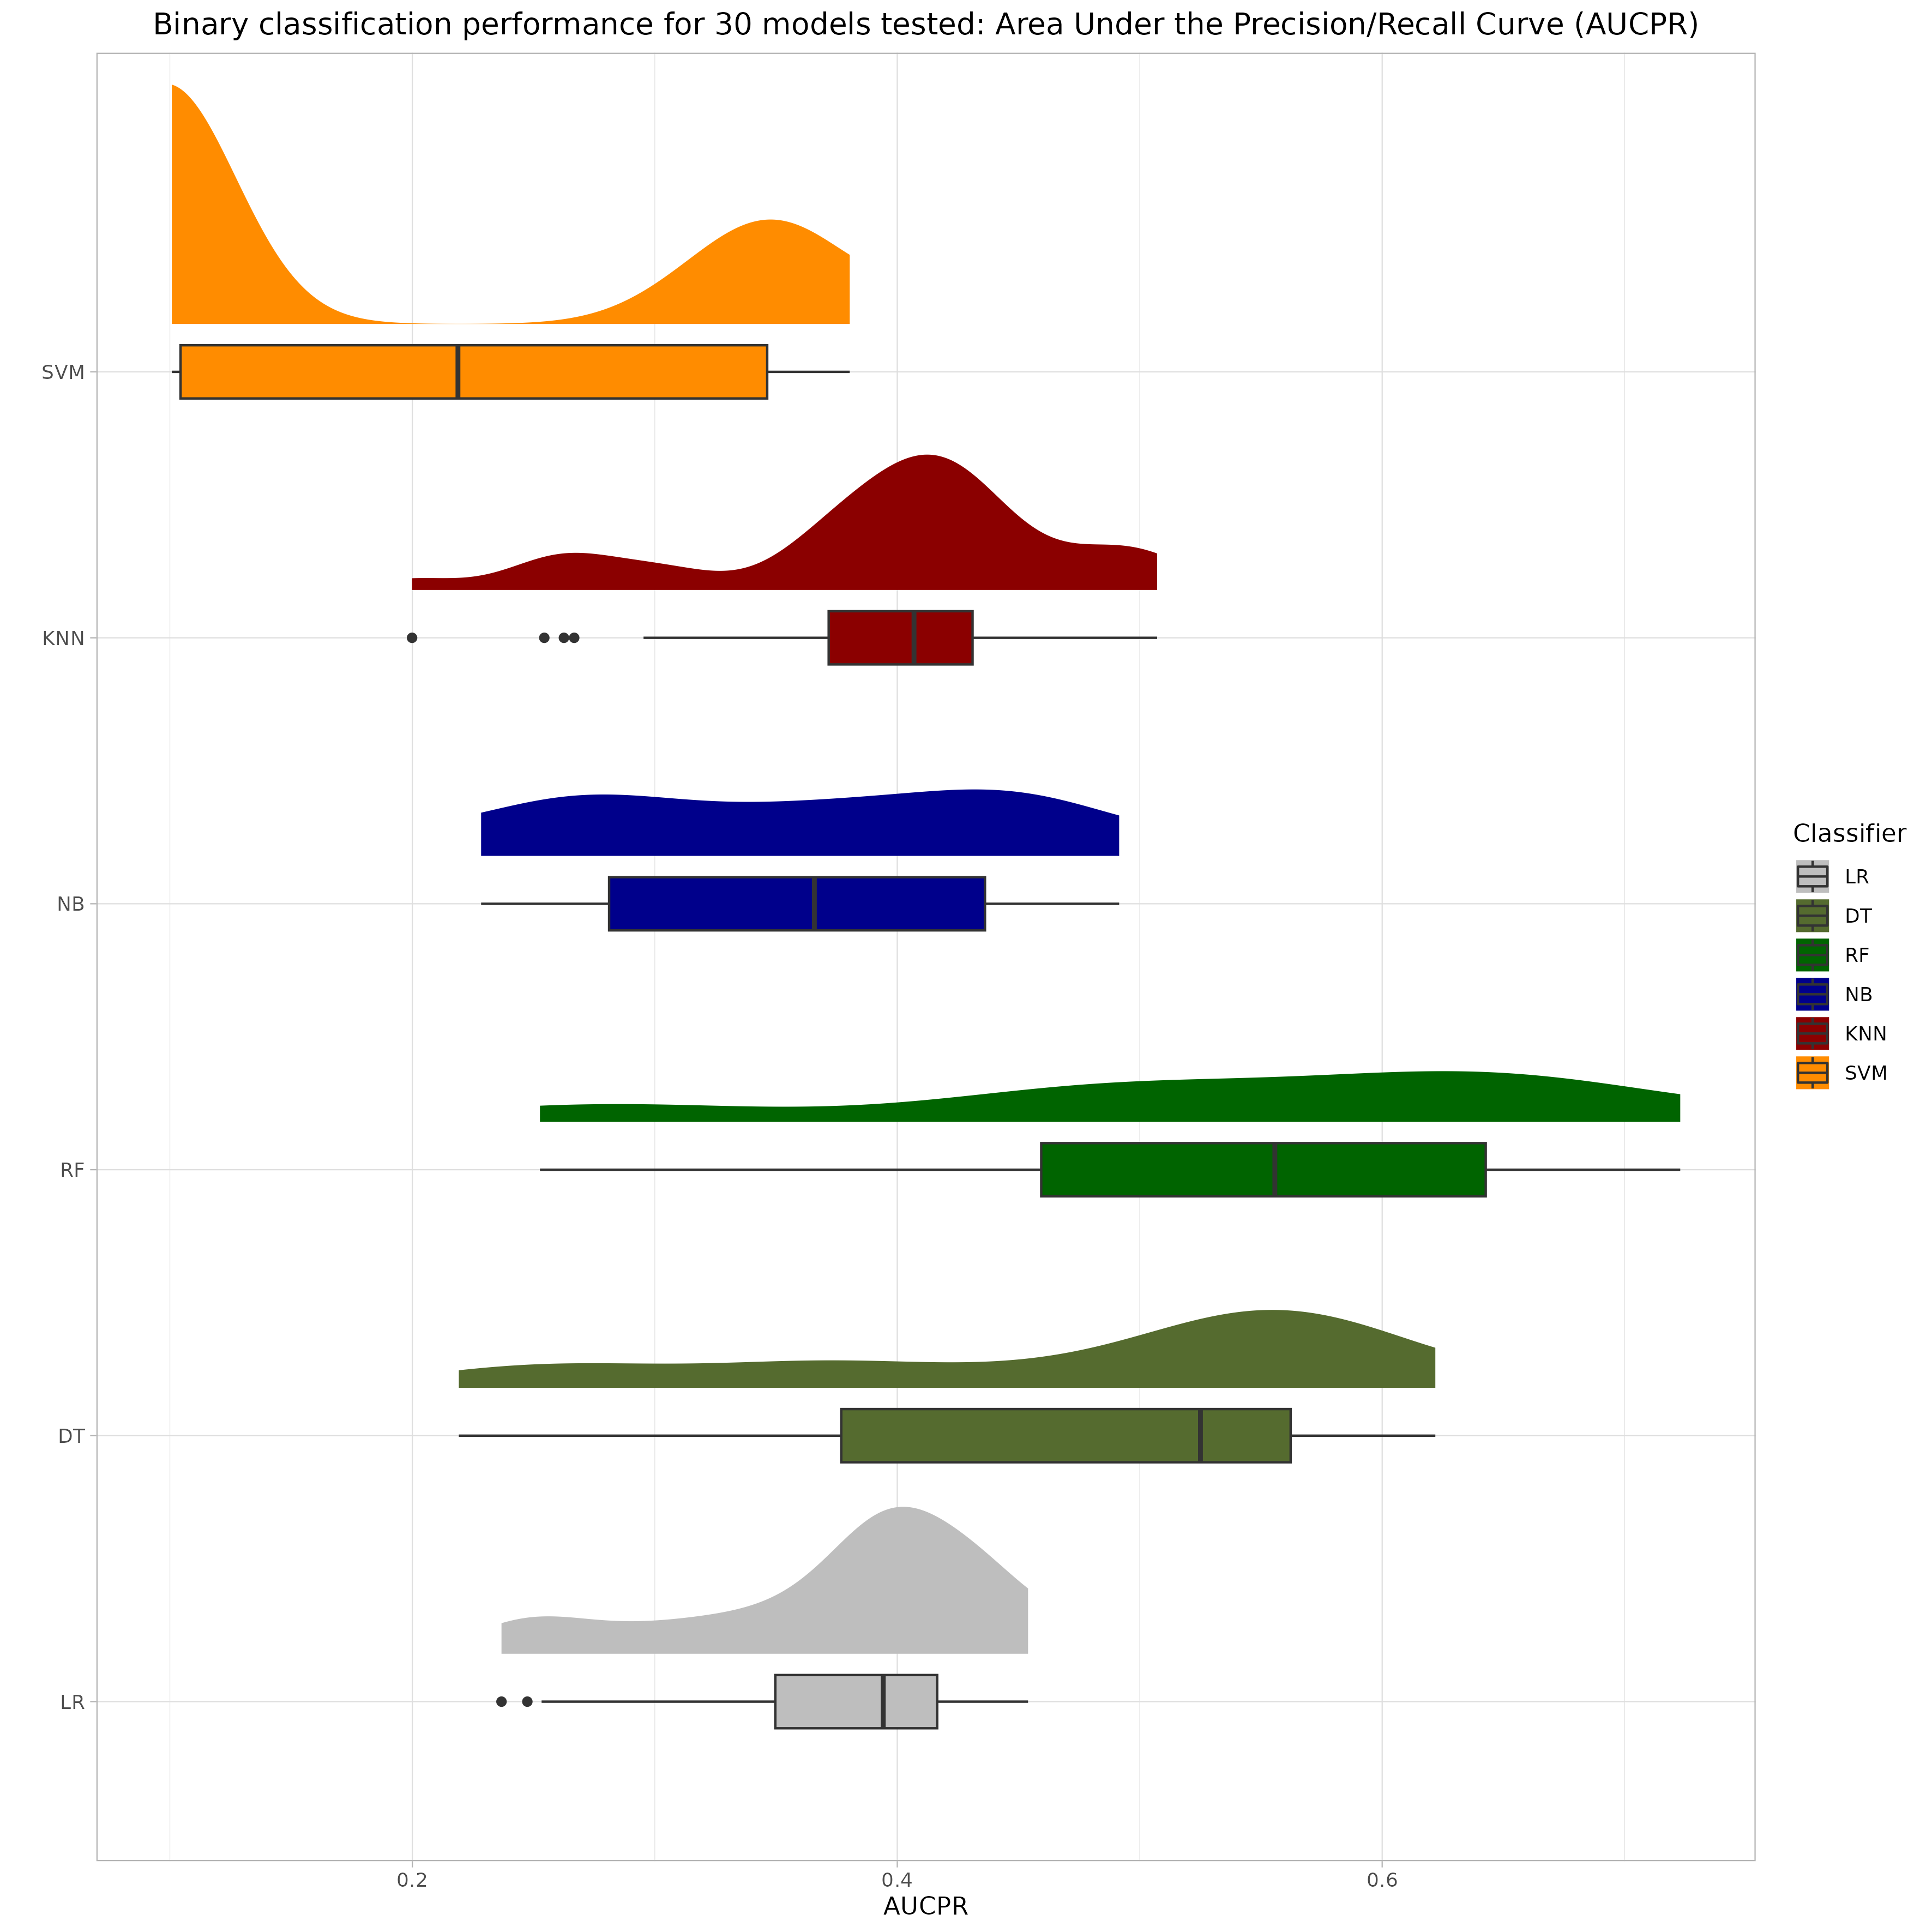 Binary classification performance for 30 models tested: Area Under the Precision/Recall Curve (AUCPR)
SVM
KNN
NB
RF
DT
LR
0.2
0.4
0.6
AUCPR
Classifier
LR
DT
RF
NB
KNN
SVM